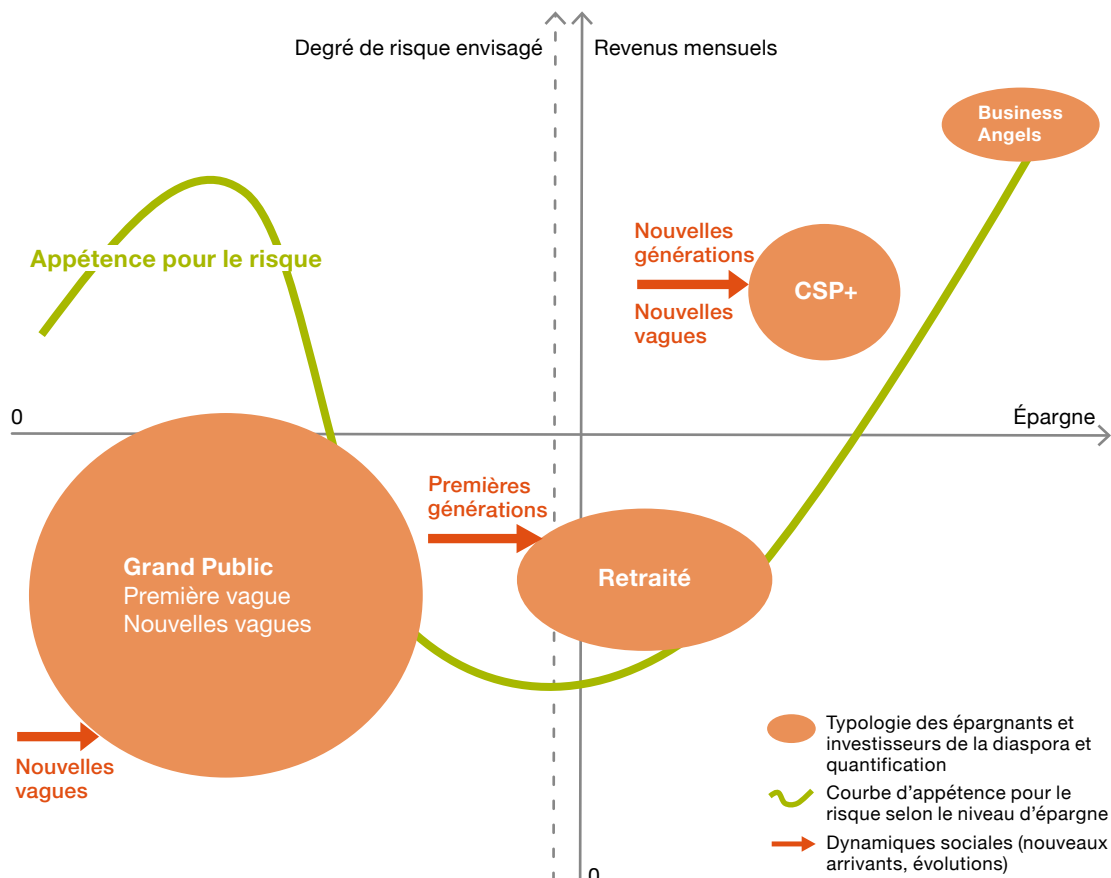 Degré de risque envisagé
Revenus mensuels
Business
Angels
Appétence pour le risque
Nouvelles
générations
CSP+
Nouvelles
vagues
0
Épargne
Premières
générations
Grand Public
Première vague
Nouvelles vagues
Retraité
Nouvelles
vagues
Typologie des épargnants et
investisseurs de la diaspora et
quantification
Courbe d'appétence pour le
risque selon le niveau d'épargne
Dynamiques sociales (nouveaux
arrivants, évolutions)
0